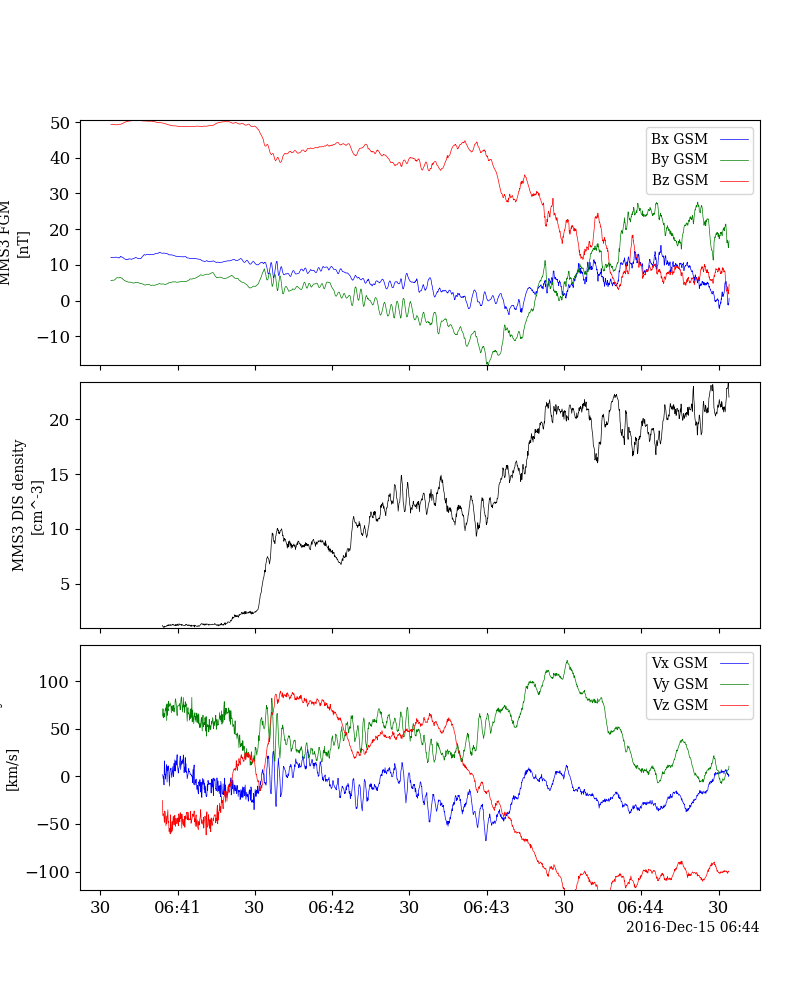 50
40
30
20
10
0
−10
MMS3 FGM
[nT]
Bx GSM
By GSM
Bz GSM
20
15
10
5
MMS3 DIS density
[cm^-3]
100
50
0
−50
−100
[km/s]
Vx GSM
Vy GSM
Vz GSM
30 06:41 30 06:42 30 06:43 30 06:44 30
2016-Dec-15 06:44